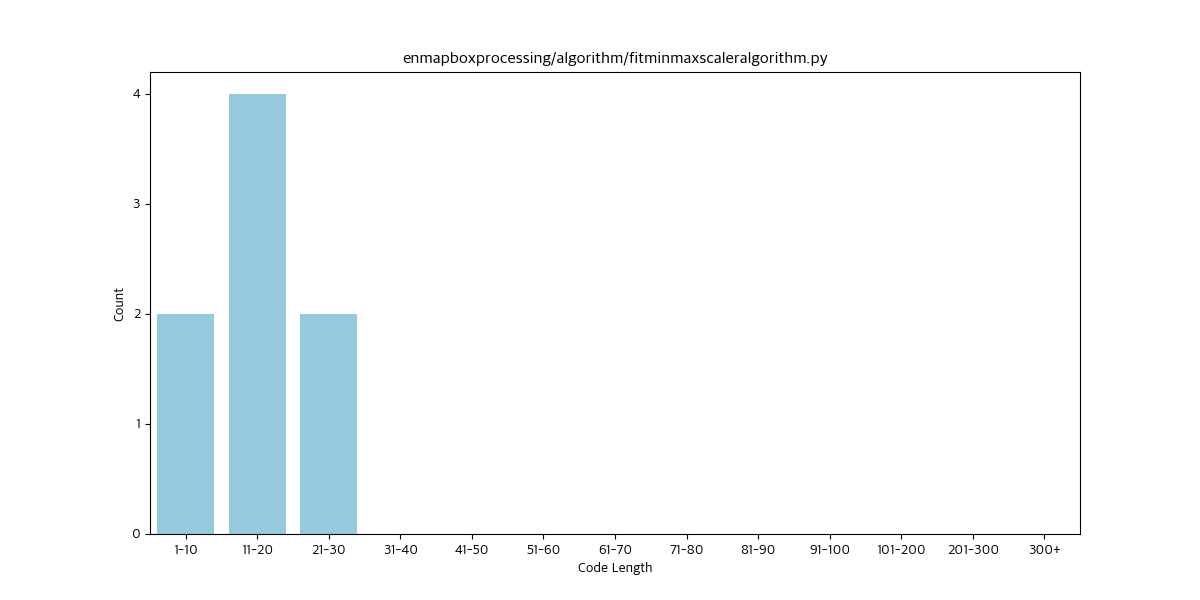 enmapboxprocessing/algorithm/fitminmaxscaleralgorithm.py
4
3
2
1
0
Count
1-10 11-20 21-30 31-40 41-50 51-60 61-70 71-80 81-90 91-100 101-200 201-300 300+
Code Length